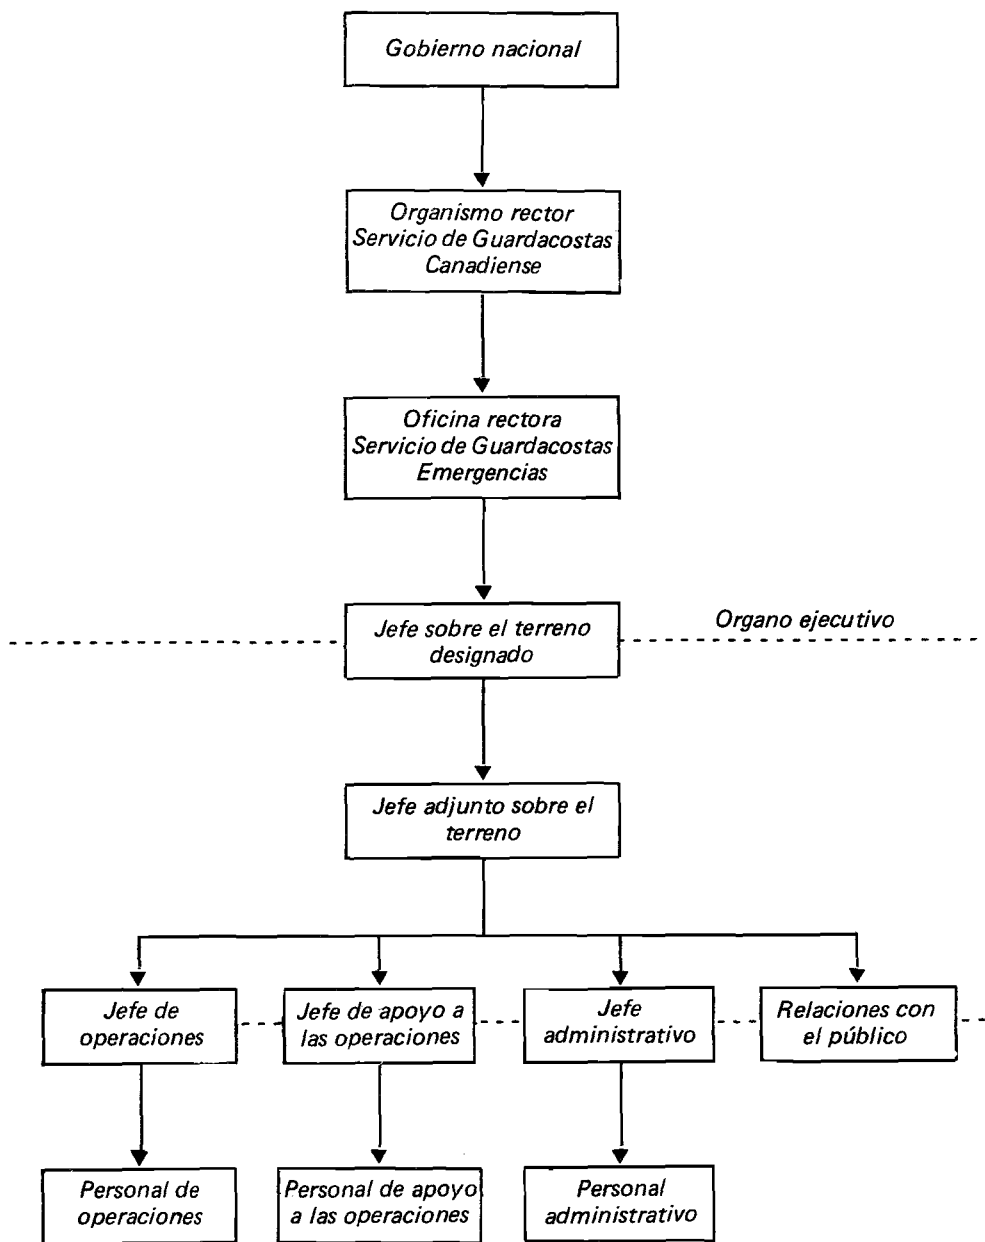 Gobierno nacional
Organismo rector
Servicio de Guardacostas
Canadiense
Oficina rectora
Servicio de Guardacostas
Emergencias
Jefe sobre el terreno
designado
Organo ejecutivo
Jefe adjunto sobre el
terreno
Jefe de
operaciones
Jefe de apoyo a
las operaciones
Jefe
administrativo
Relaciones con
el público
Personal de
operaciones
Personal de apoyo
a las operaciones
Personal
administrativo